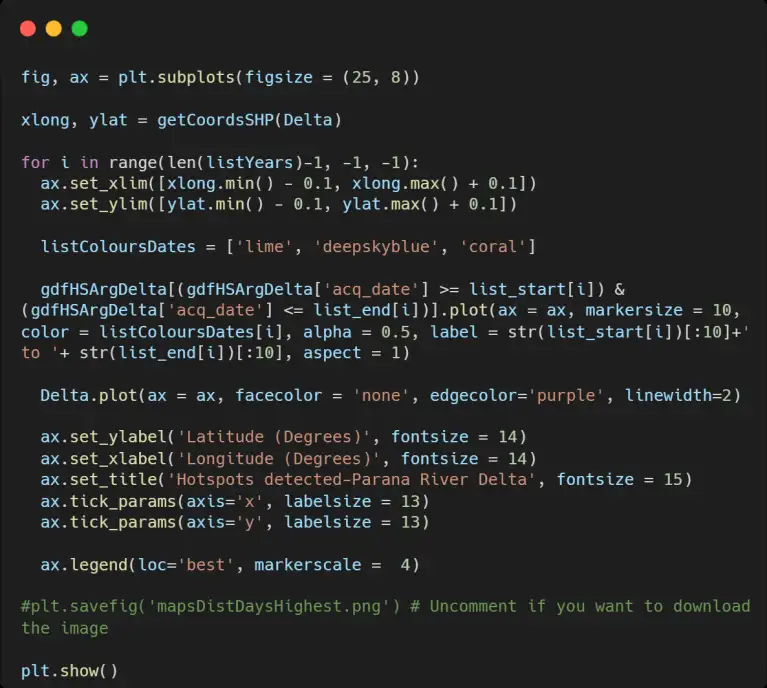 fig, ax = plt.subplots(figsize = (25, 8))
xlong, ylat = getCoordsSHP(Delta)
for i in range(len(listYears)-1, -1, -1):
  ax.set_xlim([xlong.min() - 0.1, xlong.max() + 0.1])
  ax.set_ylim([ylat.min() - 0.1, ylat.max() + 0.1])
  listColoursDates = ['lime', 'deepskyblue', 'coral']
  gdfHSArgDelta[(gdfHSArgDelta['acq_date'] >= list_start[i]) &
(gdfHSArgDelta['acq_date'] <= list_end[i])].plot(ax = ax, markersize = 10,
color = listColoursDates[i], alpha = 0.5, label = str(list_start[i])[:10]+'
to '+ str(list_end[i])[:10], aspect = 1)
  Delta.plot(ax = ax, facecolor = 'none', edgecolor='purple', linewidth=2)
  ax.set_ylabel('Latitude (Degrees)', fontsize = 14)
  ax.set_xlabel('Longitude (Degrees)', fontsize = 14)
  ax.set_title('Hotspots detected-Parana River Delta', fontsize = 15)
  ax.tick_params(axis='x', labelsize = 13)
  ax.tick_params(axis='y', labelsize = 13)
  ax.legend(loc='best', markerscale =  4)
#plt.savefig('mapsDistDaysHighest.png') # Uncomment if you want to download
the image
plt.show()